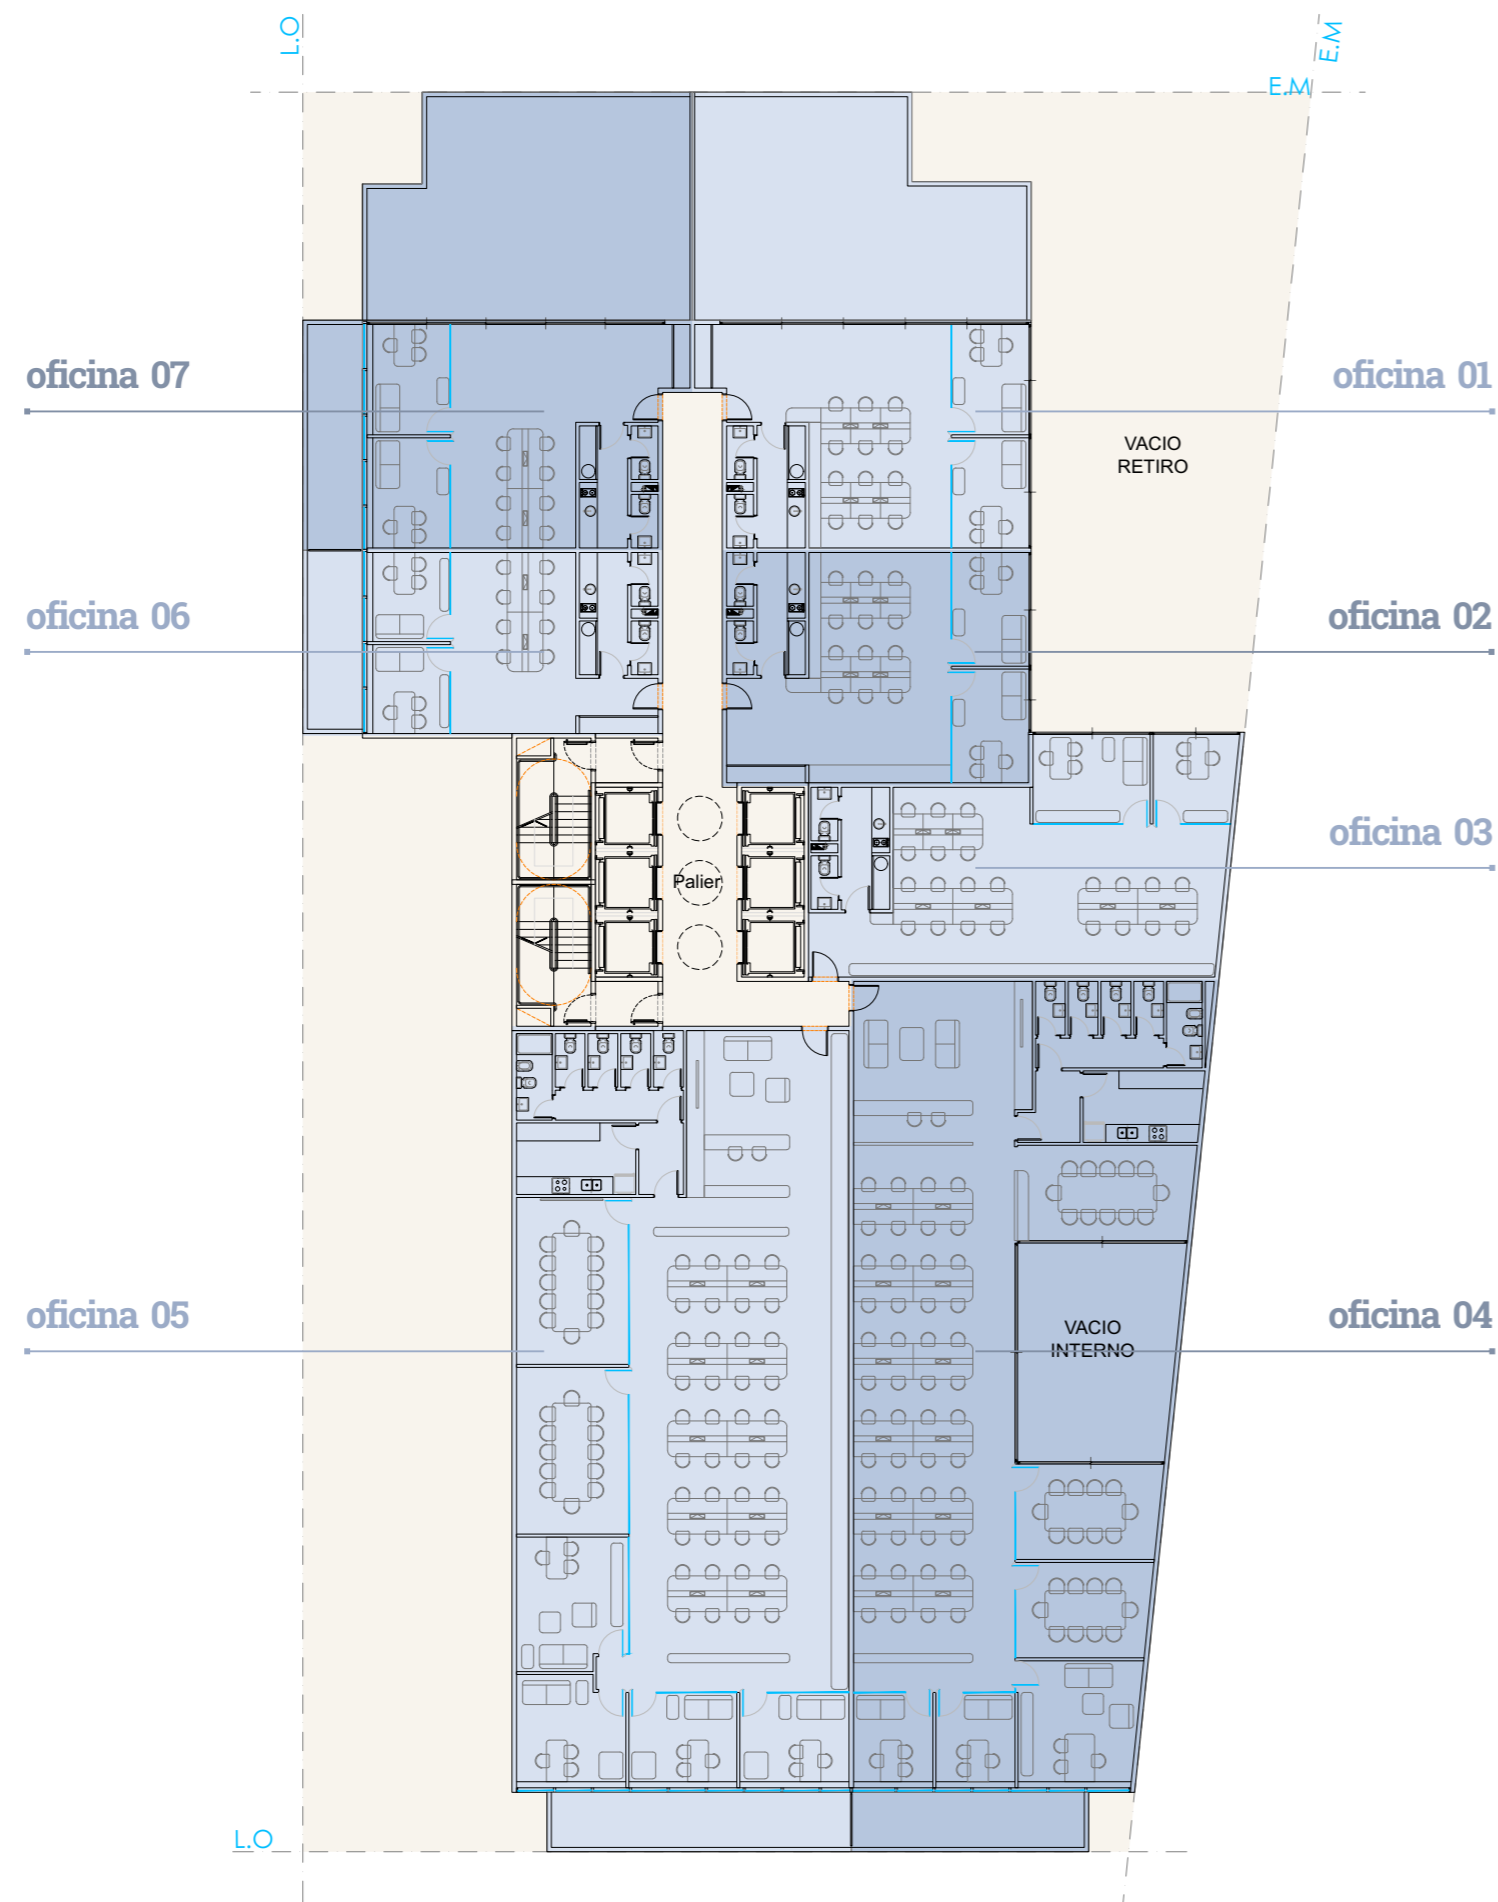 L.O
E.M
E.M
oficina 07
oficina 01
VACIO
RETIRO
oficina 06
oficina 02
oficina 03
Palier
oficina 05
oficina 04
VACIO
INTERNO
L.O